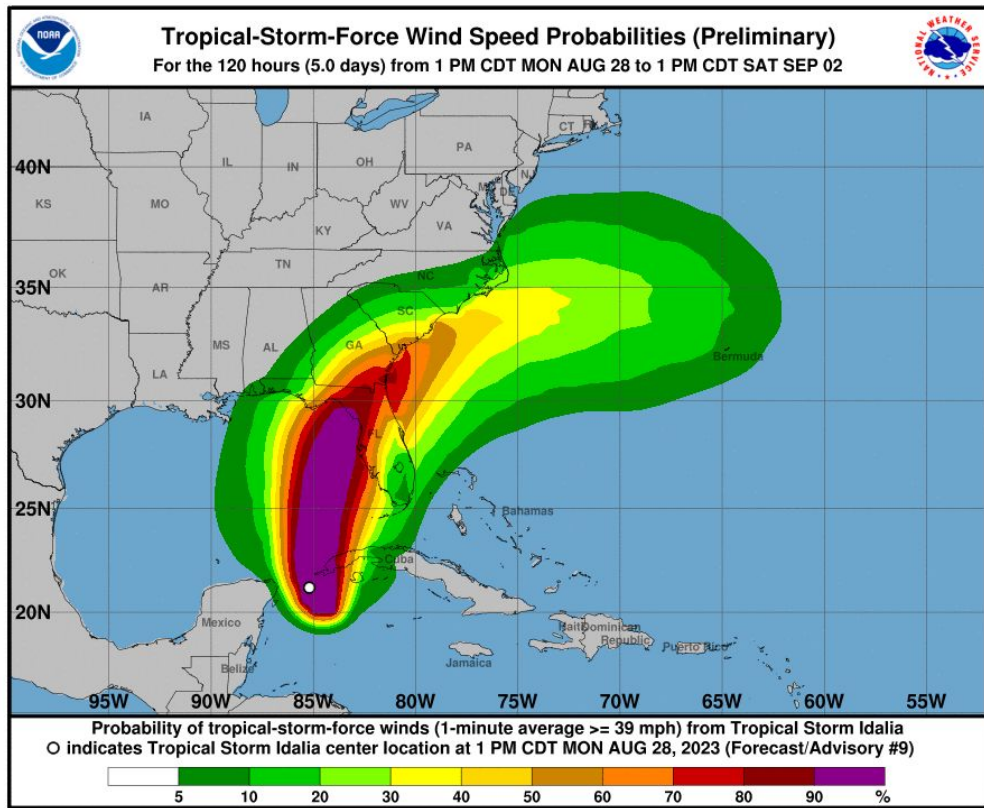 Tropical-Storm-Force Wind Speed Probabilities (Preliminary)
For the 120 hours (5.0 days) from 1 PM CDT MON AUG 28 to 1 PM CDT SAT SEP 02
NOAA
NATIONAL WEATHER SERVICE
IA
CT
PA
40N
IL
IN
OH
NJ
DE
KS
MO
WV
VA
KY
OK
TN
NC
35N
AR
SC
MS
AL
GA
Bermuda
LA
30N
FL
25N
Bahamas
Cuba
20N
Mexico
Haiti
Dominican
Republic
Puerto Rico
Jamaica
Belize
95W 90W 85W 80W 75W 70W 65W 60W 55W
Probability of tropical-storm-force winds (1-minute average >= 39 mph) from Tropical Storm Idalia
indicates Tropical Storm Idalia center location at 1 PM CDT MON AUG 28, 2023 (Forecast/Advisory #9)
5 10 20 30 40 50 60 70 80 90 %